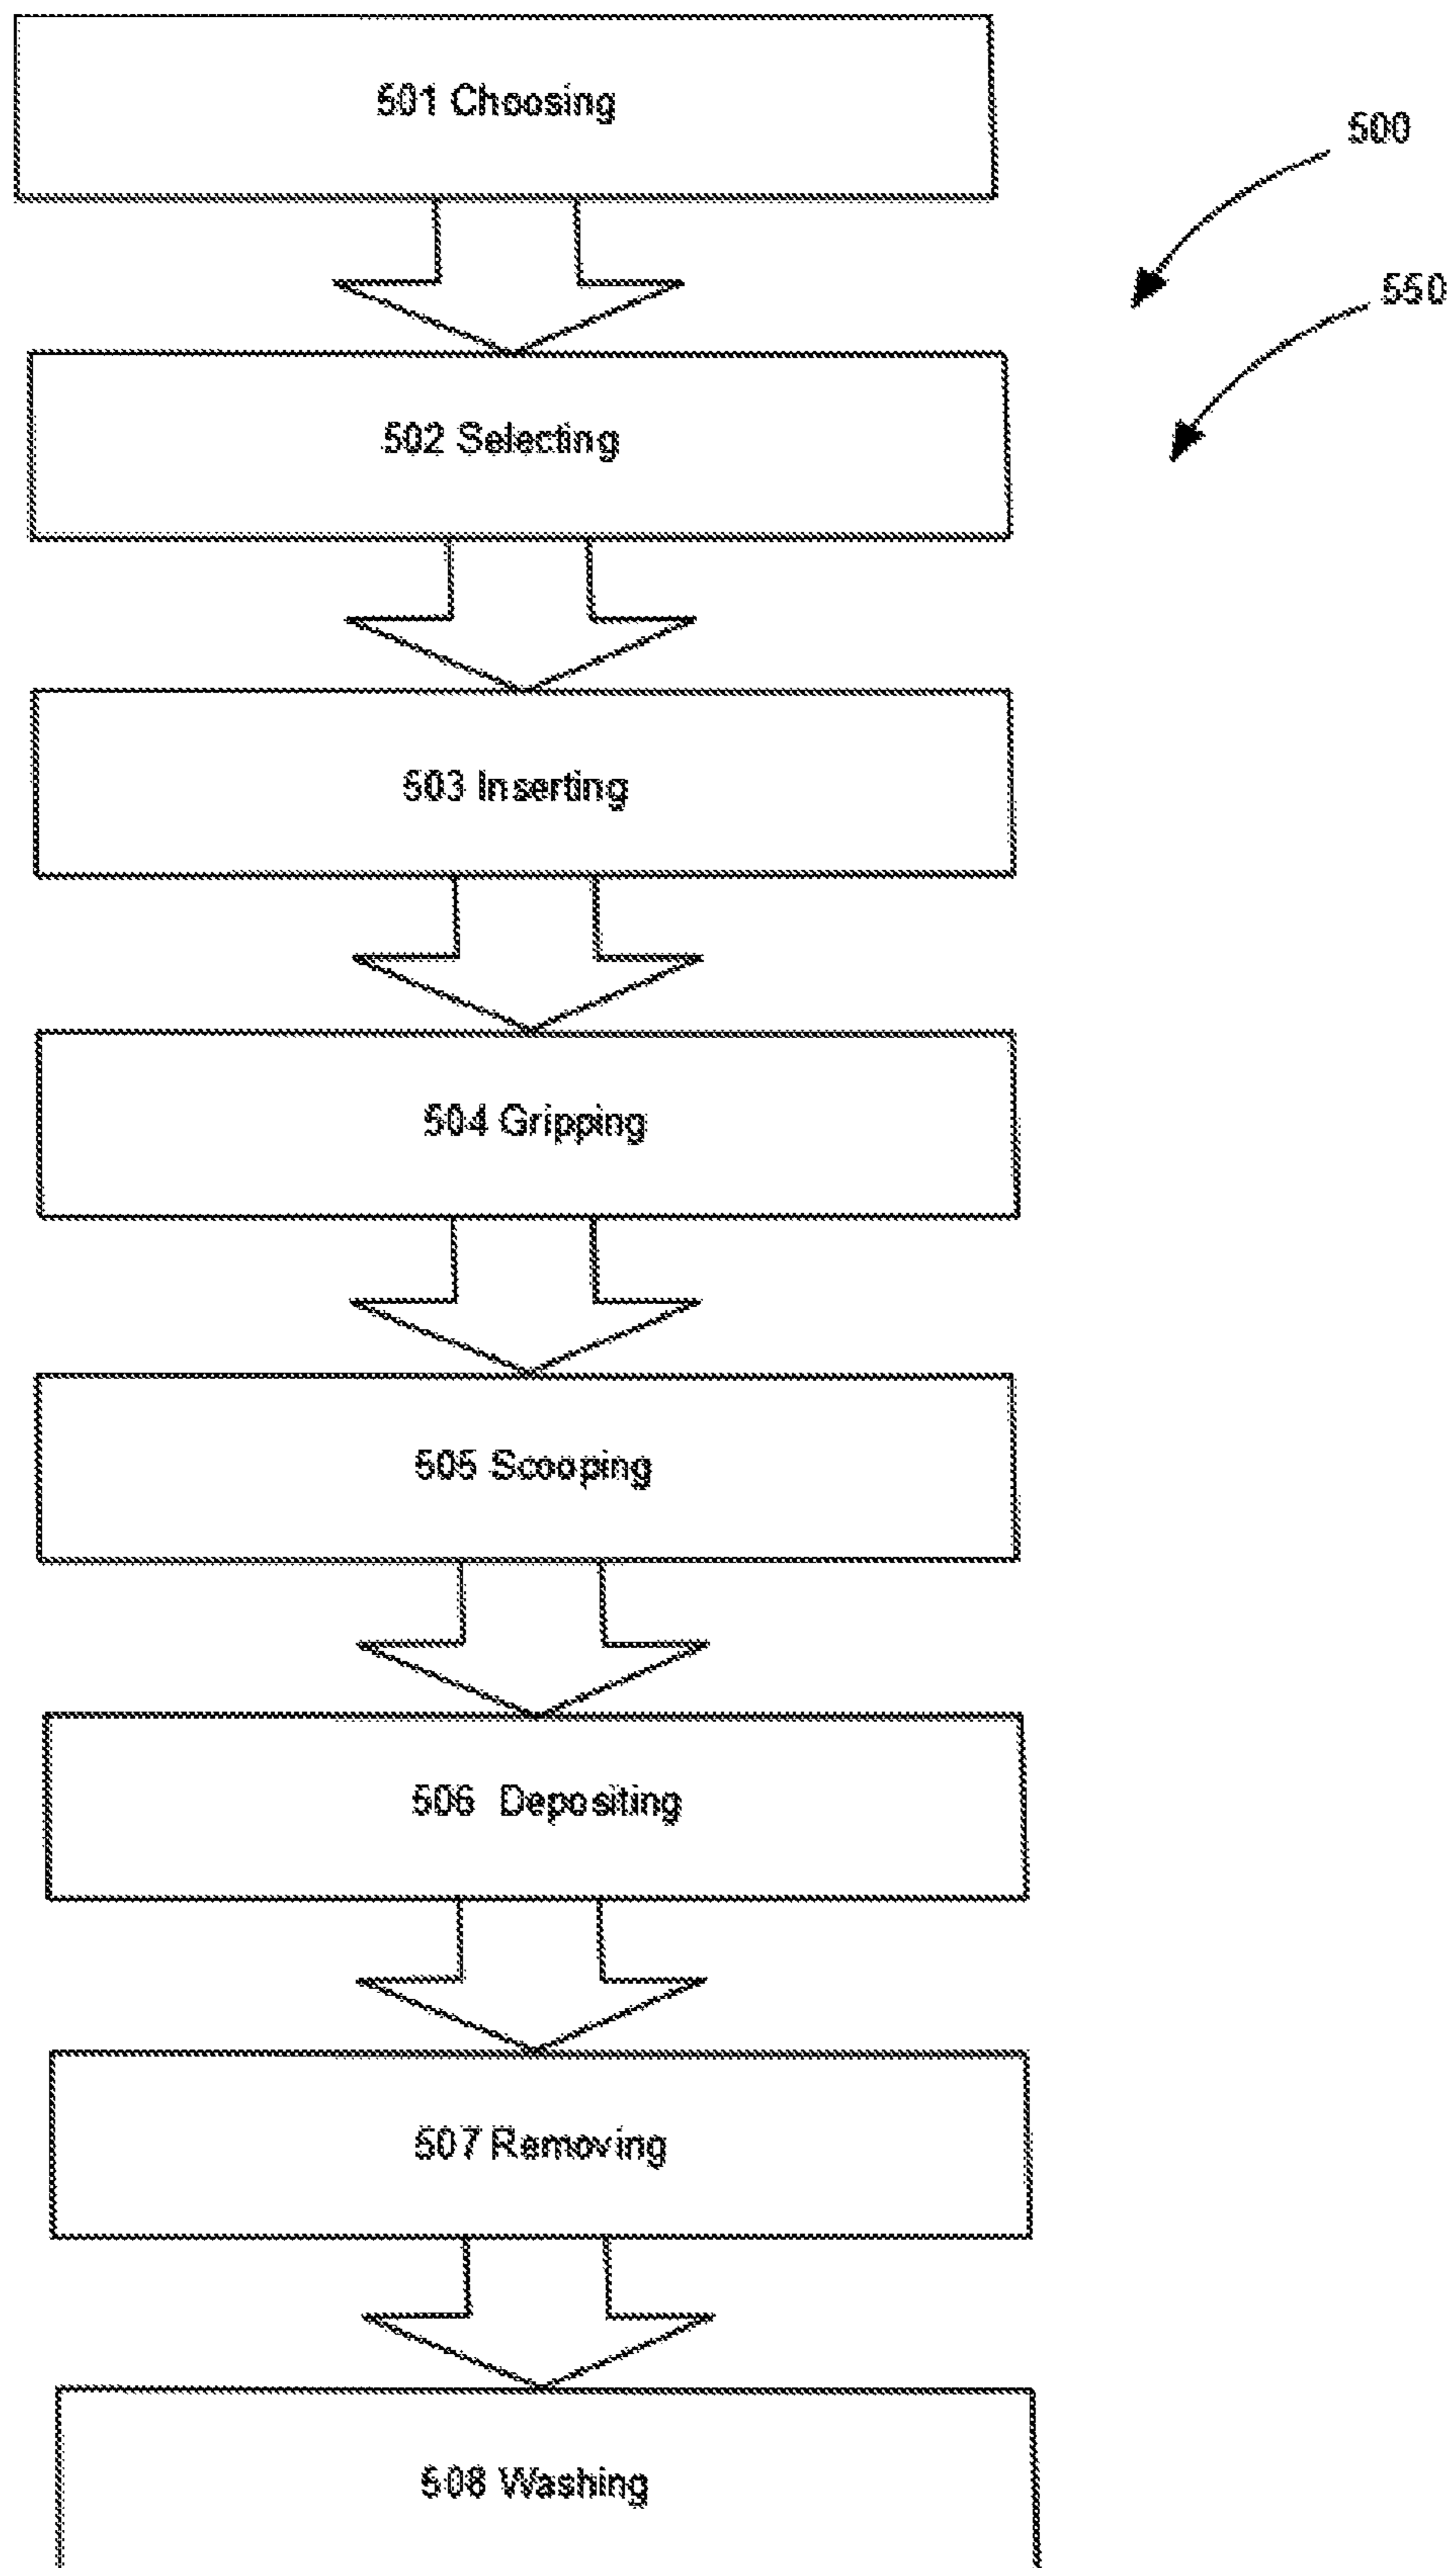 501 Choosing
500
550
502 Selecting
503 Inserting
504 Gripping
505 Scooping
506 Depositing
507 Removing
508 Washing